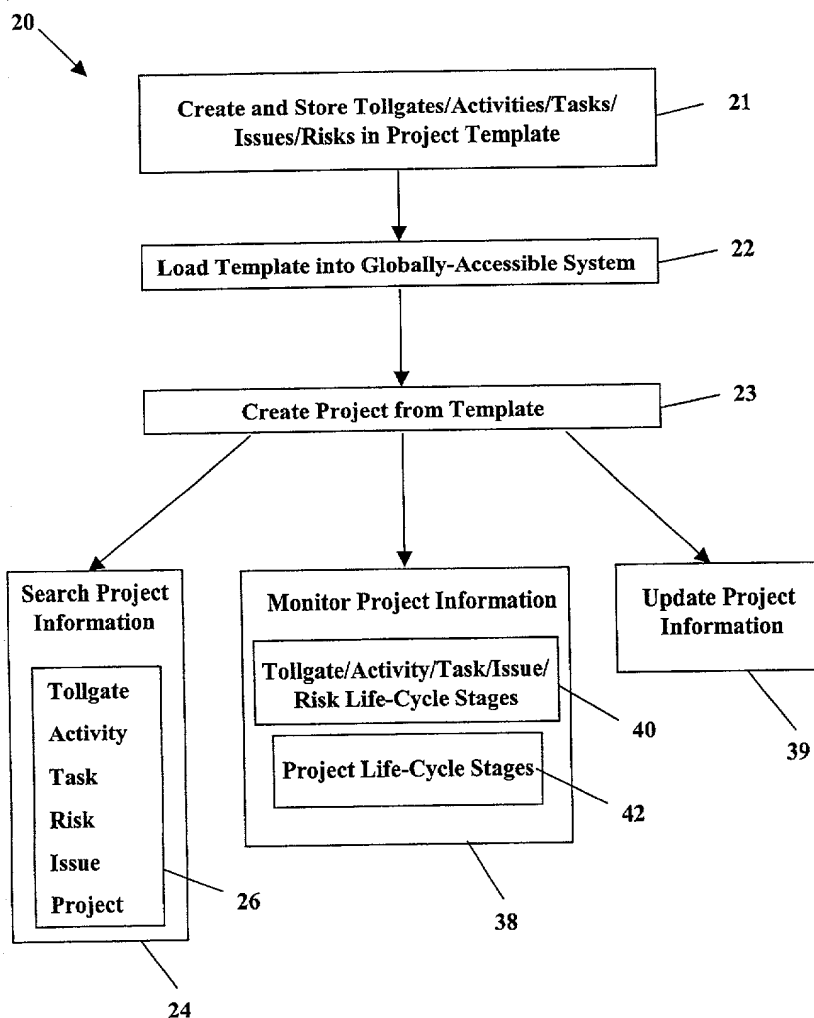 20
Create and Store Tollgates/Activities/Tasks/
Issues/Risks in Project Template
21
Load Template into Globally-Accessible System
22
Create Project from Template
23
Search Project
Information
Tollgate
Activity
Task
Risk
Issue
Project
26
24
Monitor Project Information
Tollgate/Activity/Task/Issue/
Risk Life-Cycle Stages
40
Project Life-Cycle Stages
42
38
Update Project
Information
39